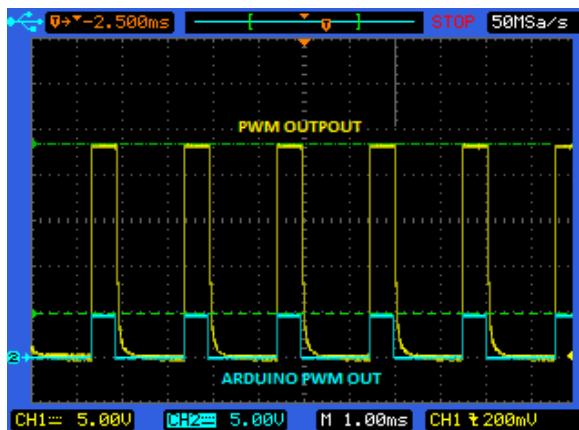 -2.500ms
STOP
50MSa/s
PWM OUTPOUT
2
ARDUINO PWM OUT
CH1 5.00V
CH2 5.00V
M 1.00ms
CH1 200mV